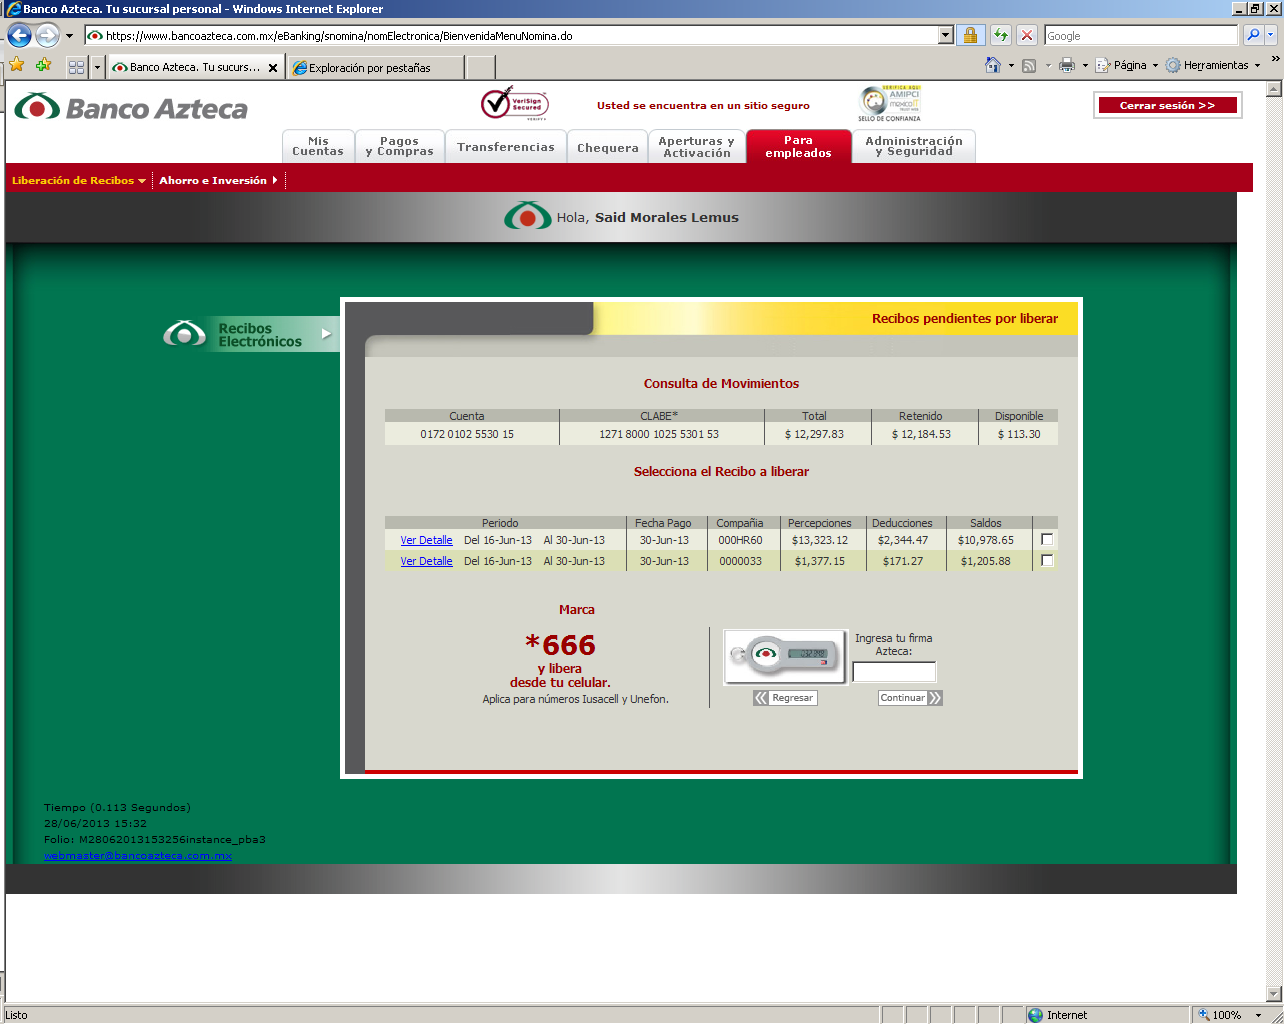 Banco Azteca. Tu sucursal personal - Windows Internet Explorer
https://www.bancoazteca.com.mx/eBanking/snomina/nomElectronica/BienvenidaMenuNomina.do
Google
Banco Azteca. Tu sucurs...
Exploración por pestañas
Página
Herramientas
Banco Azteca
VeriSign
Secured
VERIFY
Usted se encuentra en un sitio seguro
VERIFICA AQUI
AMIPCI
MEXICO IT
SELLO DE CONFIANZA
Cerrar sesión >>
Mis Cuentas
Pagos y Compras
Transferencias
Chequera
Aperturas y Activación
Para empleados
Administración y Seguridad
Liberación de Recibos
Ahorro e Inversión
Hola, Said Morales Lemus
Recibos
Electrónicos
Recibos pendientes por liberar
Consulta de Movimientos
Cuenta CLABE* Total Retenido Disponible
0172 0102 5530 15 1271 8000 1025 5301 53 $ 12,297.83 $ 12,184.53 $ 113.30
Selecciona el Recibo a liberar
Periodo Fecha Pago Compañia Percepciones Deducciones Saldos
Ver Detalle Del 16-Jun-13 Al 30-Jun-13 30-Jun-13 000HR60 $13,323.12 $2,344.47 $10,978.65
Ver Detalle Del 16-Jun-13 Al 30-Jun-13 30-Jun-13 0000033 $1,377.15 $171.27 $1,205.88
Marca
*666
y libera
desde tu celular.
Aplica para números Iusacell y Unefon.
Ingresa tu firma
Azteca:
Regresar
Continuar
Tiempo (0.113 Segundos)
28/06/2013 15:32
Folio: M28062013153256instance_pba3
webmaster@bancoazteca.com.mx
Listo
Internet
100%